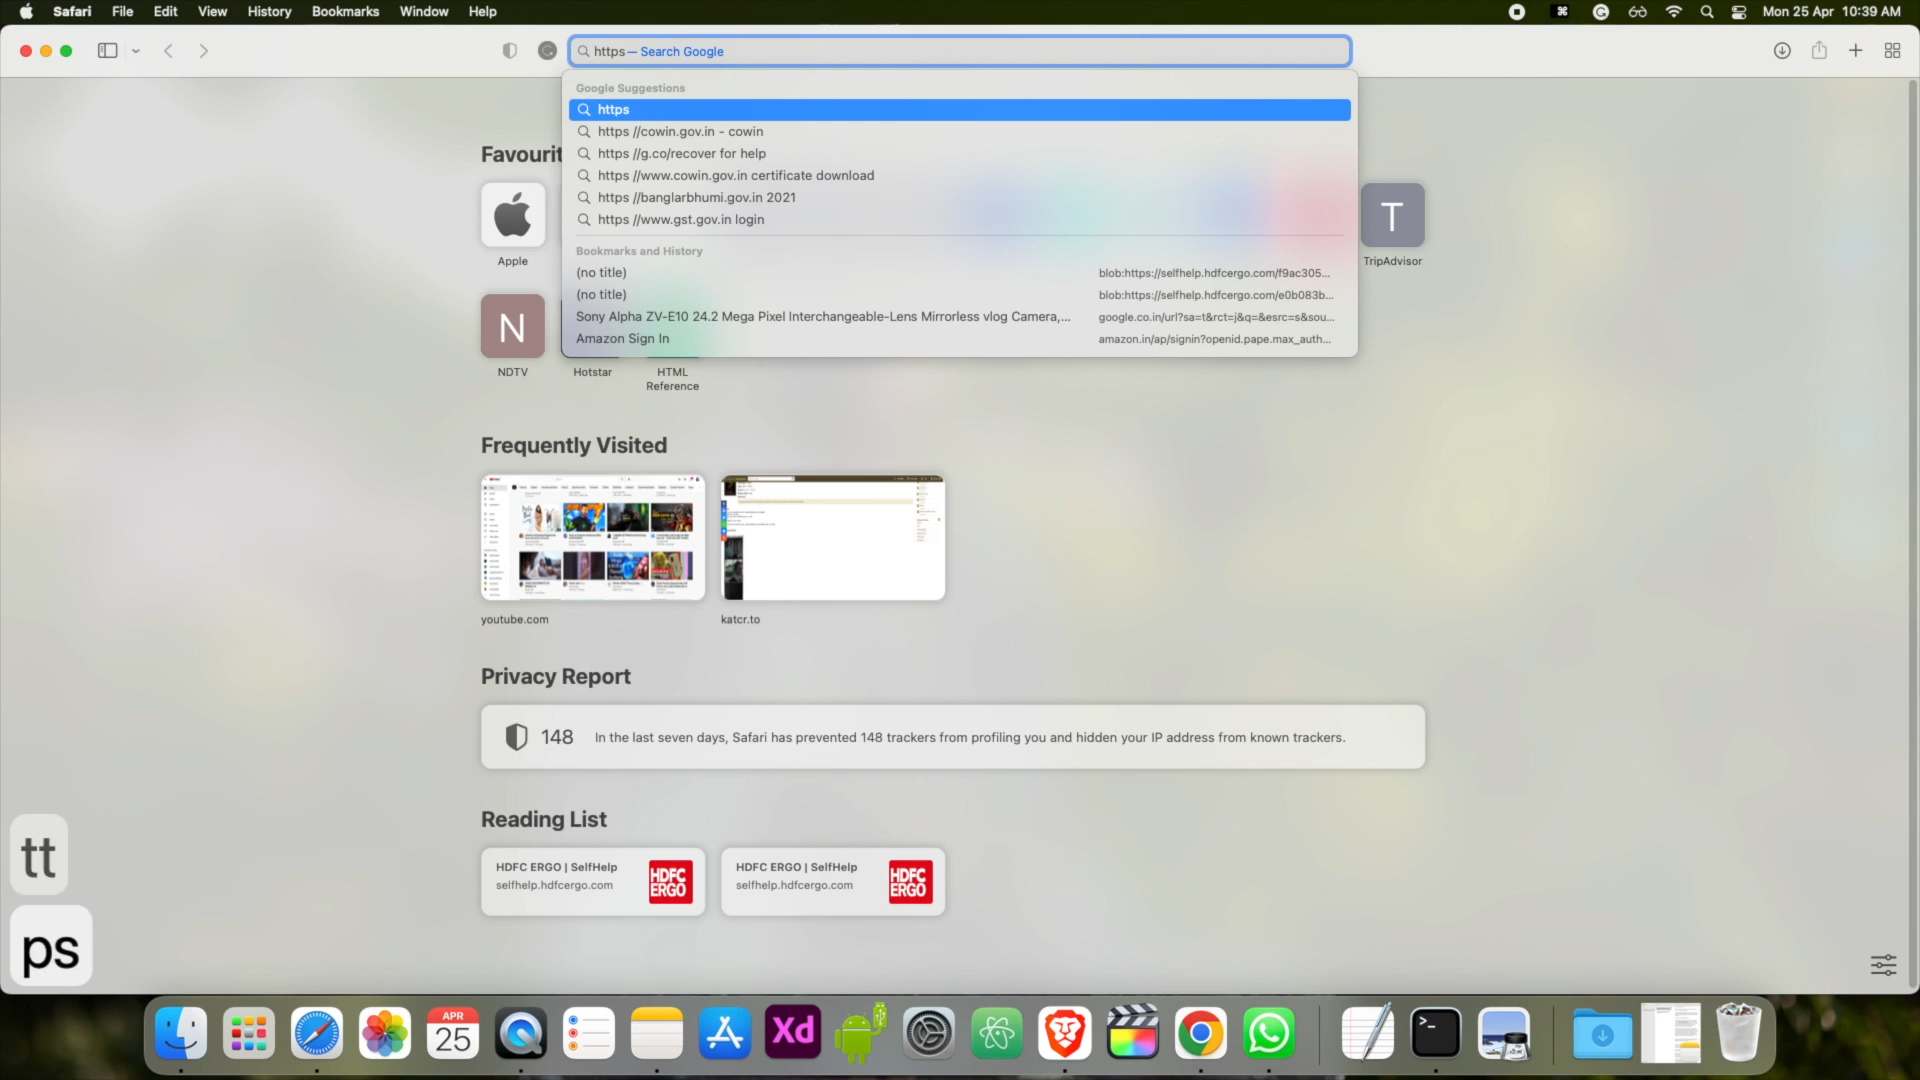 Safari File Edit View History Bookmarks Window Help Mon 25 Apr 10:39 AM
https — Search Google
Google Suggestions
https
https //cowin.gov.in - cowin
https //g.co/recover for help
https //www.cowin.gov.in certificate download
https //banglarbhumi.gov.in 2021
https //www.gst.gov.in login
Bookmarks and History
(no title) blob:https://selfhelp.hdfcergo.com/f9ac305...
(no title) blob:https://selfhelp.hdfcergo.com/e0b083b...
Sony Alpha ZV-E10 24.2 Mega Pixel Interchangeable-Lens Mirrorless vlog Camera,... google.co.in/url?sa=t&rct=j&q=&esrc=s&sou...
Amazon Sign In amazon.in/ap/signin?openid.pape.max_auth...
Favourit
T
Apple
TripAdvisor
N
NDTV
Hotstar
HTML
Reference
Frequently Visited
youtube.com
katcr.to
Privacy Report
148 In the last seven days, Safari has prevented 148 trackers from profiling you and hidden your IP address from known trackers.
Reading List
HDFC ERGO | SelfHelp
selfhelp.hdfcergo.com
HDFC
ERGO
HDFC ERGO | SelfHelp
selfhelp.hdfcergo.com
HDFC
ERGO
tt
ps
APR
25
Xd